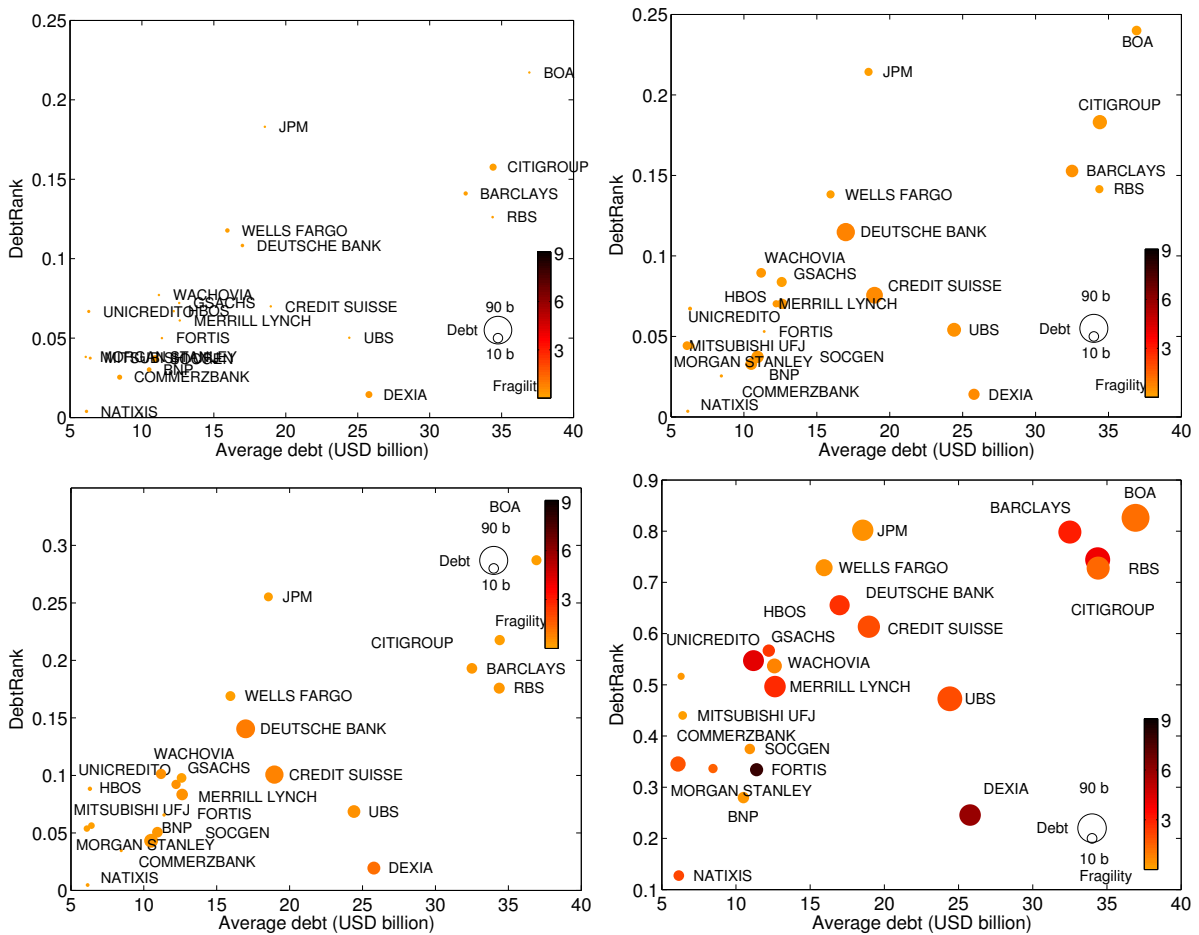 0.25
0.2
0.15
0.1
0.05
0
DebtRank
BOA
JPM
CITIGROUP
BARCLAYS
RBS
WELLS FARGO
DEUTSCHE BANK
WACHOVIA
GSACHS
UNICREDITO
HBOS
CREDIT SUISSE
MERRILL LYNCH
FORTIS
UBS
MORGAN STANLEY
SOCGEN
BNP
COMMERZBANK
DEXIA
NATIXIS
9
6
3
90 b
Debt
10 b
Fragility
5 10 15 20 25 30 35 40
Average debt (USD billion)
0.25
0.2
0.15
0.1
0.05
0
DebtRank
BOA
JPM
CITIGROUP
BARCLAYS
RBS
WELLS FARGO
DEUTSCHE BANK
WACHOVIA
GSACHS
CREDIT SUISSE
HBOS
MERRILL LYNCH
UNICREDITO
FORTIS
UBS
MITSUBISHI UFJ
SOCGEN
MORGAN STANLEY
BNP
COMMERZBANK
DEXIA
NATIXIS
9
6
3
90 b
Debt
10 b
Fragility
5 10 15 20 25 30 35 40
Average debt (USD billion)
0.3
0.25
0.2
0.15
0.1
0.05
0
DebtRank
BOA
90 b
Debt
10 b
9
6
3
Fragility
JPM
CITIGROUP
BARCLAYS
RBS
WELLS FARGO
DEUTSCHE BANK
WACHOVIA
UNICREDITO
GSACHS
CREDIT SUISSE
HBOS
MERRILL LYNCH
MITSUBISHI UFJ
FORTIS
UBS
BNP
SOCGEN
MORGAN STANLEY
COMMERZBANK
DEXIA
NATIXIS
5 10 15 20 25 30 35 40
Average debt (USD billion)
0.9
0.8
0.7
0.6
0.5
0.4
0.3
0.2
0.1
DebtRank
BOA
BARCLAYS
JPM
RBS
WELLS FARGO
DEUTSCHE BANK
CITIGROUP
HBOS
CREDIT SUISSE
UNICREDITO
GSACHS
WACHOVIA
MERRILL LYNCH
UBS
MITSUBISHI UFJ
COMMERZBANK
SOCGEN
FORTIS
MORGAN STANLEY
DEXIA
BNP
NATIXIS
9
6
3
90 b
Debt
10 b
Fragility
5 10 15 20 25 30 35 40
Average debt (USD billion)